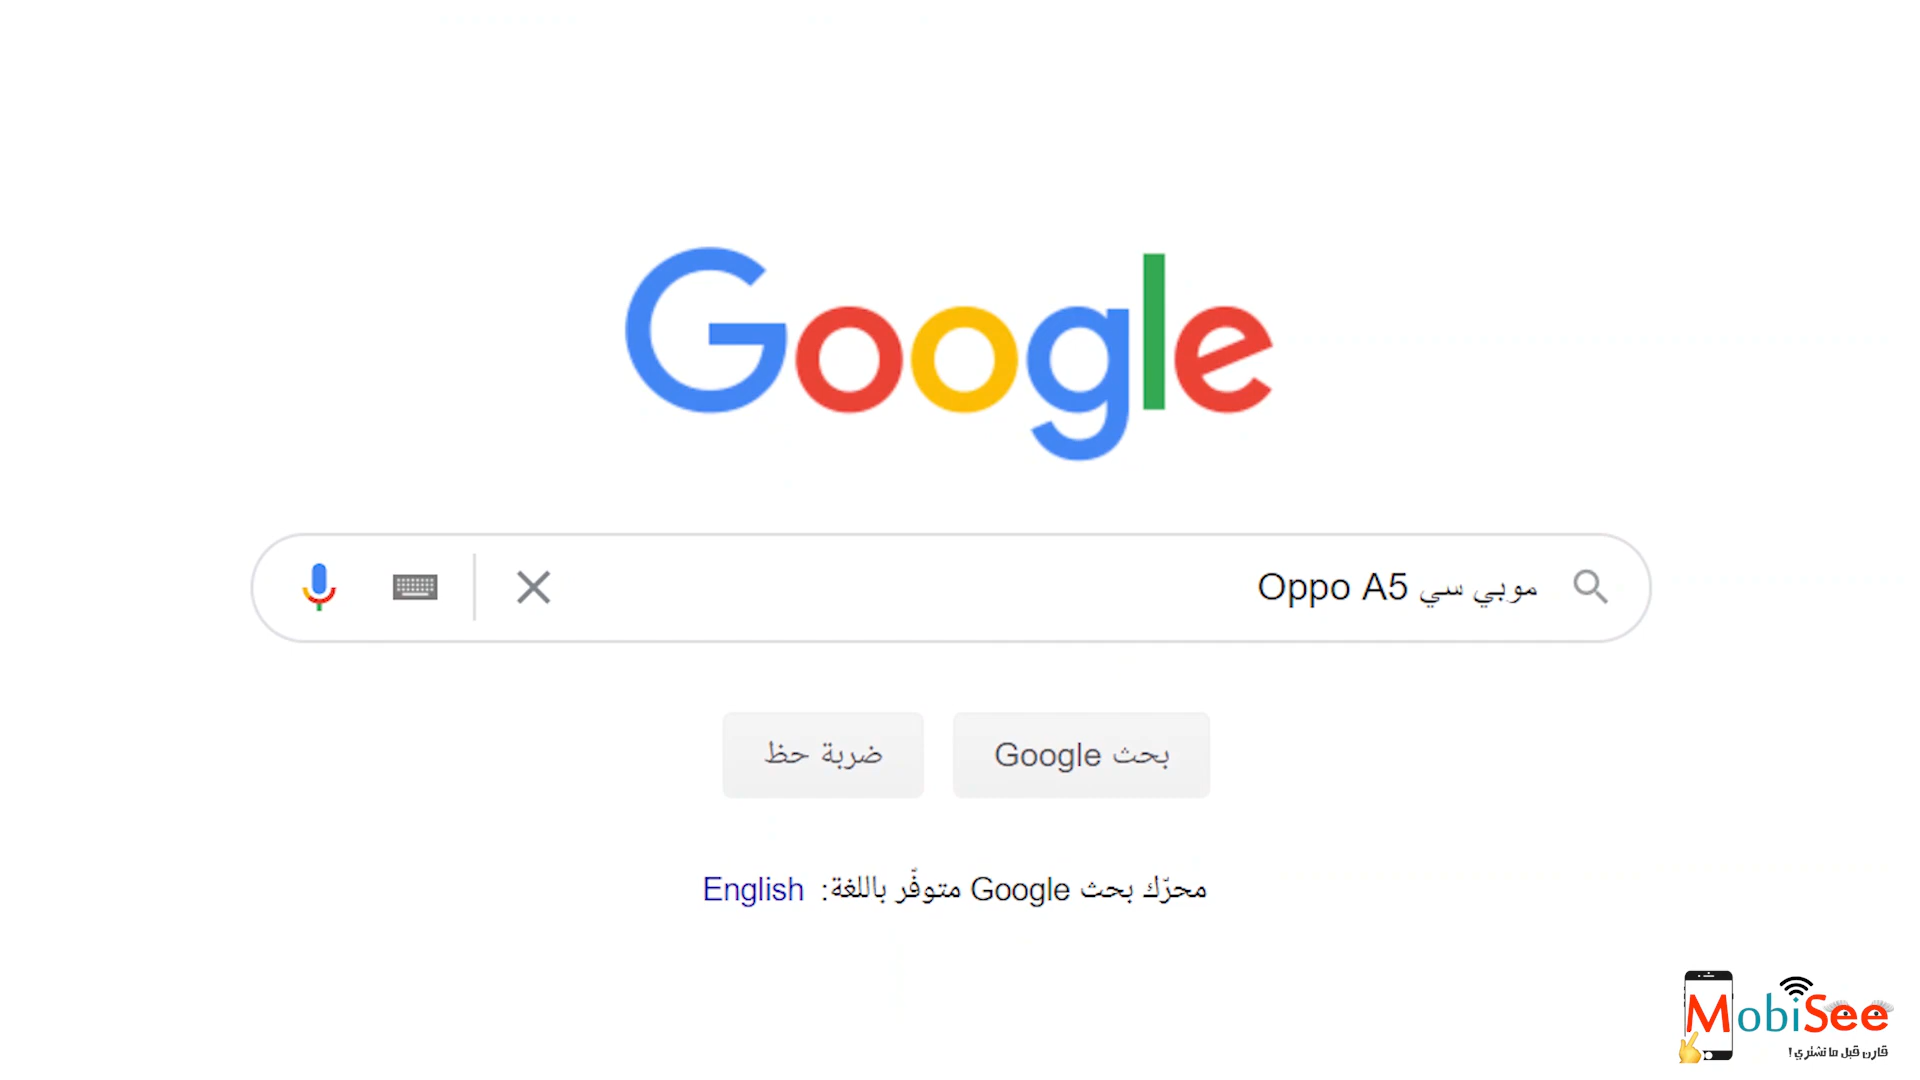 Google
موبي سي Oppo A5
بحث Google
ضربة حظ
محرّك بحث Google متوفّر باللغة: English
MobiSee
قارن قبل ما تشتري!